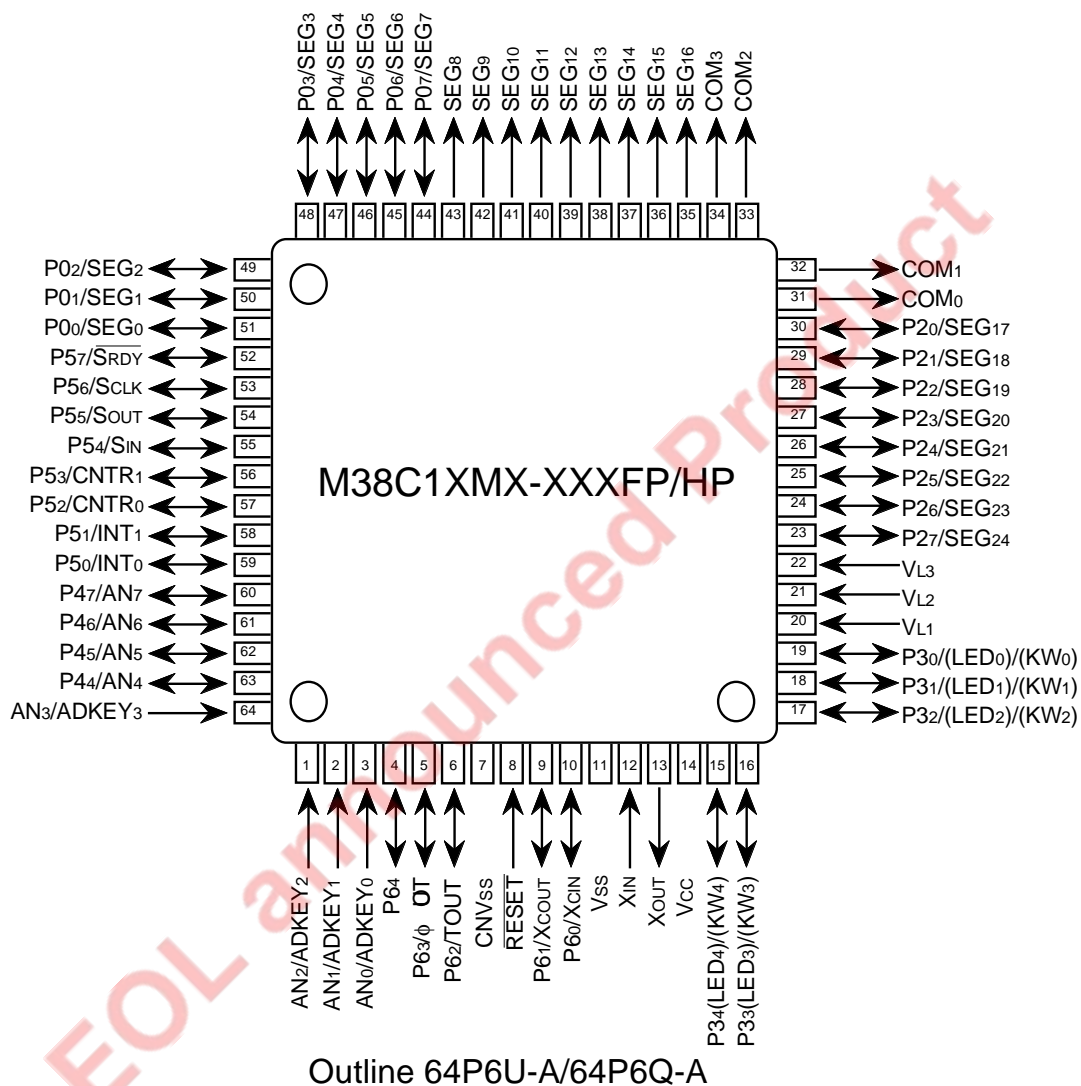 P03/SEG3
P04/SEG4
P05/SEG5
P06/SEG6
P07/SEG7
SEG8
SEG9
SEG10
SEG11
SEG12
SEG13
SEG14
SEG15
SEG16
COM3
COM2
48 47 46 45 44 43 42 41 40 39 38 37 36 35 34 33
P02/SEG2 49
P01/SEG1 50
P00/SEG0 51
P57/SRDY 52
P56/SCLK 53
P55/SOUT 54
P54/SIN 55
P53/CNTR1 56
P52/CNTR0 57
P51/INT1 58
P50/INT0 59
P47/AN7 60
P46/AN6 61
P45/AN5 62
P44/AN4 63
AN3/ADKEY3 64
M38C1XMX-XXXFP/HP
32 COM1
31 COM0
30 P20/SEG17
29 P21/SEG18
28 P22/SEG19
27 P23/SEG20
26 P24/SEG21
25 P25/SEG22
24 P26/SEG23
23 P27/SEG24
22 VL3
21 VL2
20 VL1
19 P30/(LED0)/(KW0)
18 P31/(LED1)/(KW1)
17 P32/(LED2)/(KW2)
1 2 3 4 5 6 7 8 9 10 11 12 13 14 15 16
AN2/ADKEY2
AN1/ADKEY1
AN0/ADKEY0
P64
P63/ϕ
P62/TOUT
CNVSS
RESET
P61/XCOUT
P60/XCIN
VSS
XIN
XOUT
VCC
P34(LED4)/(KW4)
P33(LED3)/(KW3)
Outline 64P6U-A/64P6Q-A
EOL announced Product